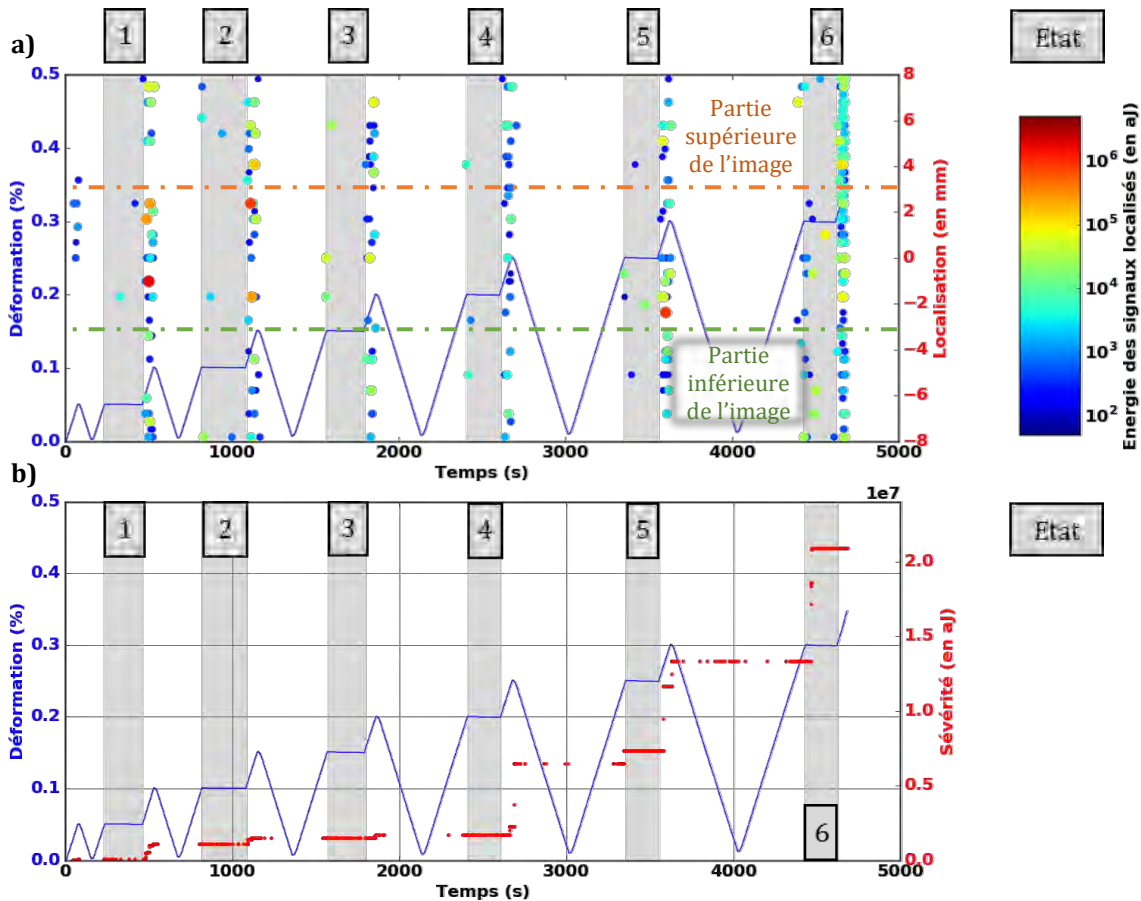 1 2 3 4 5 6 Etat
a)
0.5 8
0.4 6
0.3 4
0.2 2
0.1 0
0.0 −2
−4
−6
−8
Déformation (%)
Localisation (en mm)
Partie
supérieure
de l'image
Partie
inférieure
de l'image
10⁶
10⁵
10⁴
10³
10²
Energie des signaux localisés (en aJ)
0 1000 2000 3000 4000 5000
Temps (s)
b)
1e7
1 2 3 4 5 Etat
0.5
0.4 2.0
0.3 1.5
0.2 1.0
0.1 0.5
0.0 0.0
Déformation (%)
Sévérité (en aJ)
6
0 1000 2000 3000 4000 5000
Temps (s)